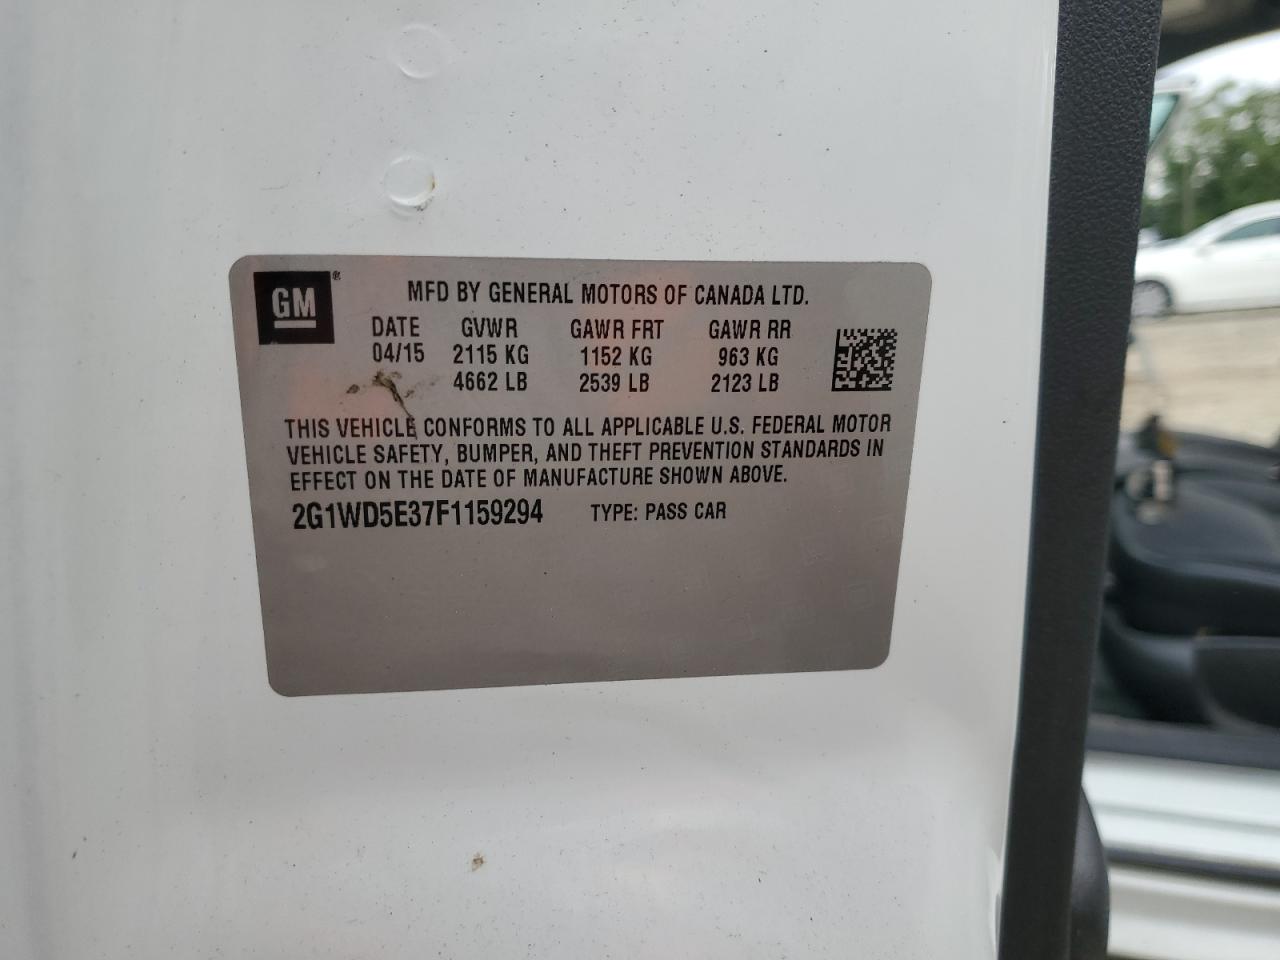 GM ®
MFD BY GENERAL MOTORS OF CANADA LTD.
DATE GVWR GAWR FRT GAWR RR
04/15 2115 KG 1152 KG 963 KG
4662 LB 2539 LB 2123 LB
THIS VEHICLE CONFORMS TO ALL APPLICABLE U.S. FEDERAL MOTOR
VEHICLE SAFETY, BUMPER, AND THEFT PREVENTION STANDARDS IN
EFFECT ON THE DATE OF MANUFACTURE SHOWN ABOVE.
2G1WD5E37F1159294 TYPE: PASS CAR